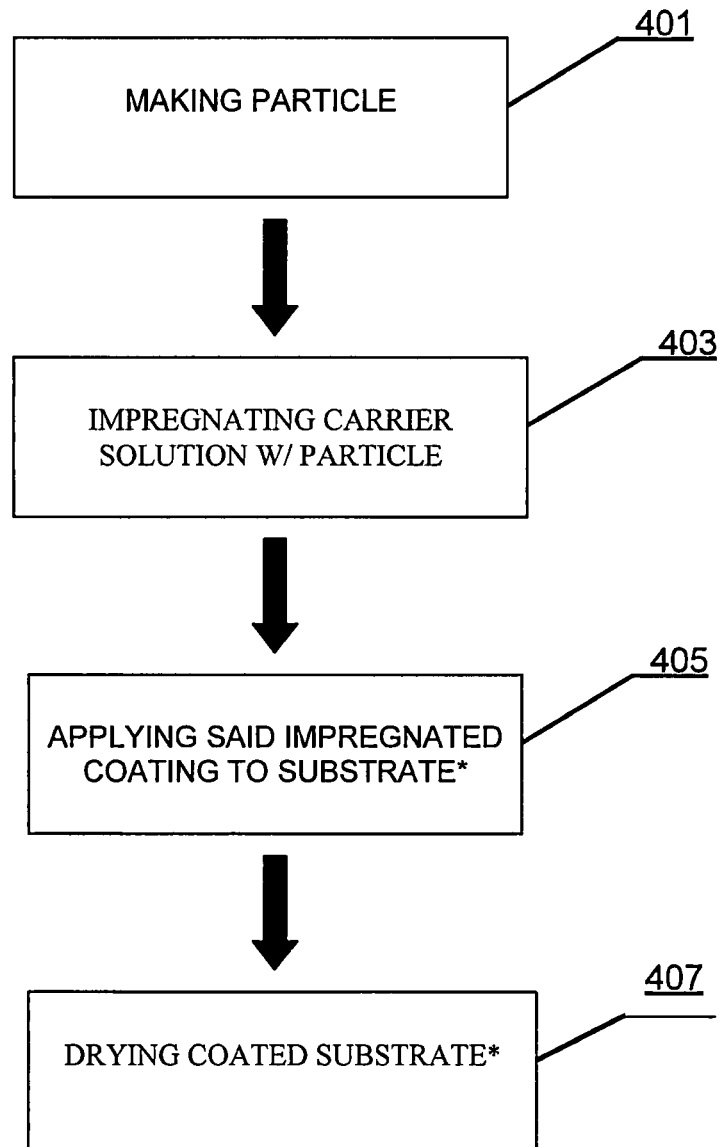 401
MAKING PARTICLE
403
IMPREGNATING CARRIER
SOLUTION W/ PARTICLE
405
APPLYING SAID IMPREGNATED
COATING TO SUBSTRATE*
407
DRYING COATED SUBSTRATE*